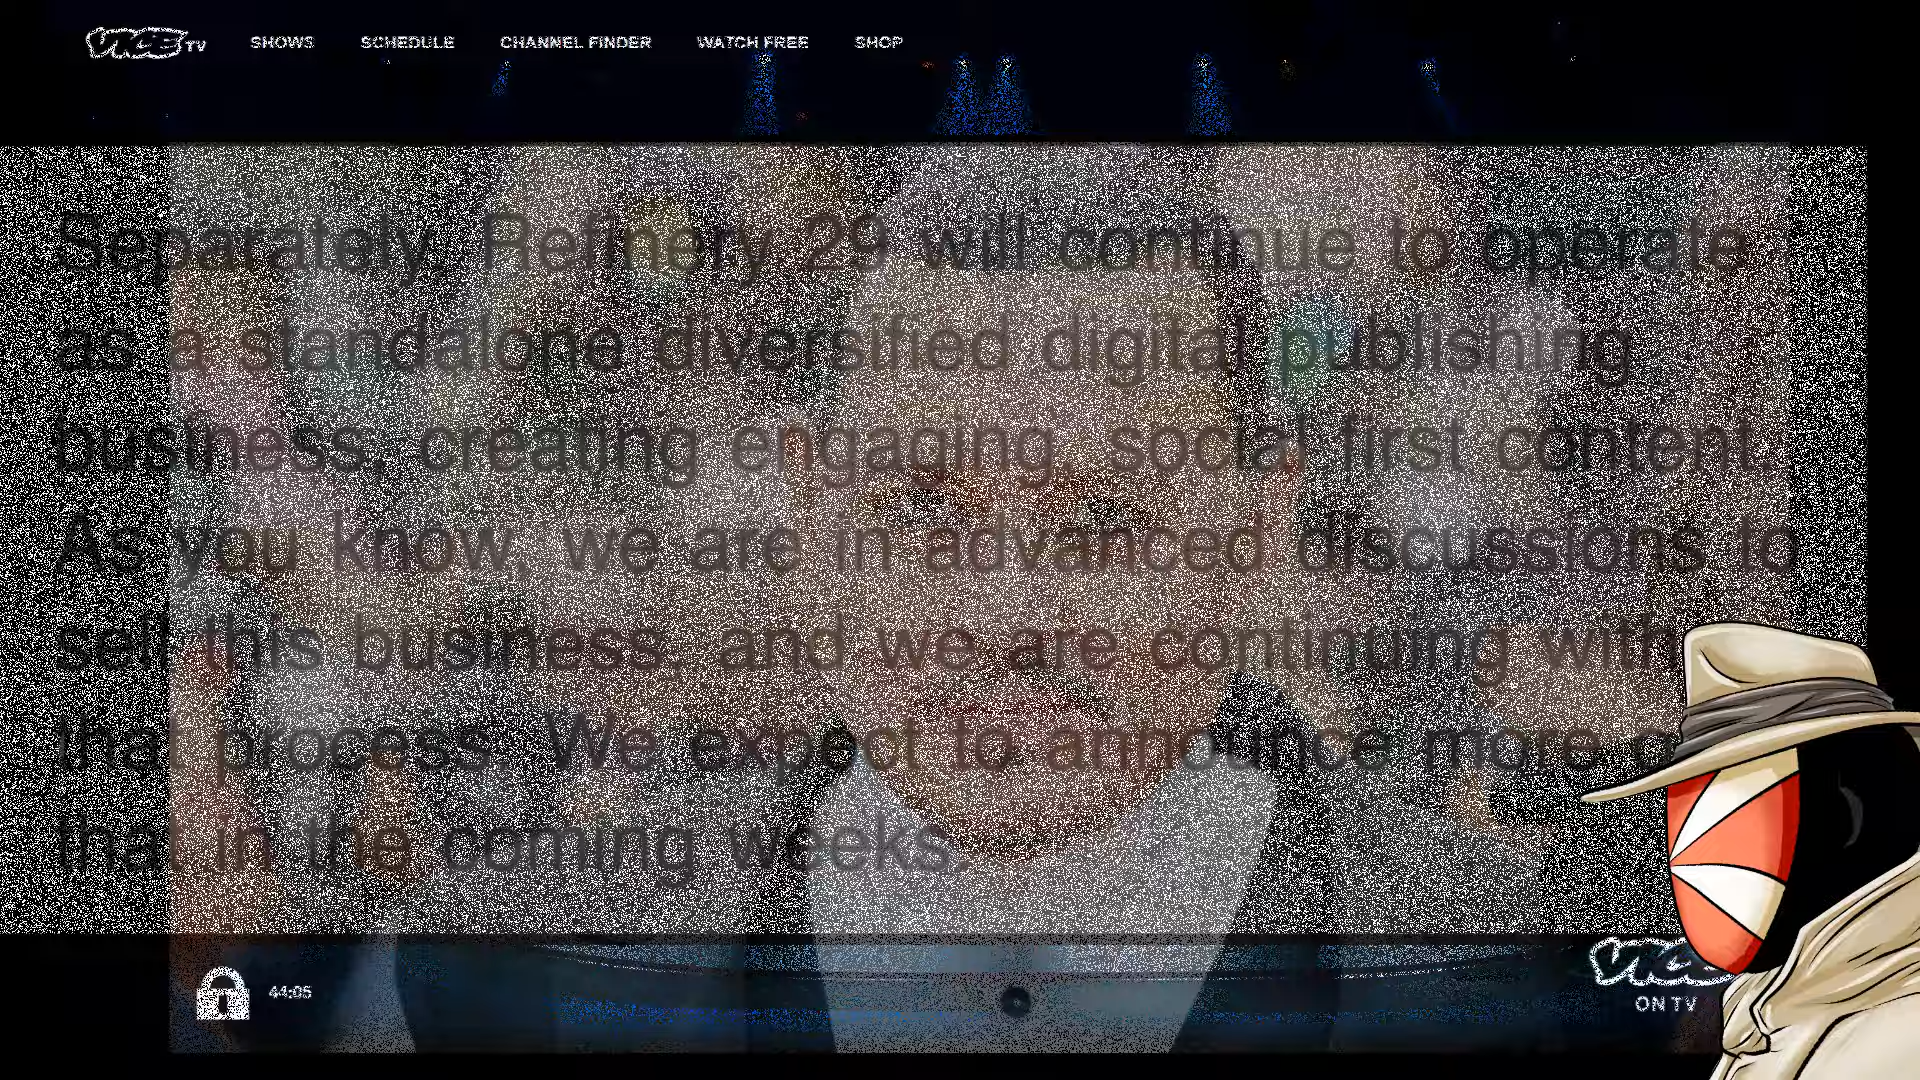 VICE TV SHOWS SCHEDULE CHANNEL FINDER WATCH FREE SHOP
Separately, Refinery 29 will continue to operate
as a standalone diversified digital publishing
business, creating engaging, social first content.
As you know, we are in advanced discussions to
sell this business, and we are continuing with
that process. We expect to announce more
that in the coming weeks.
44:05
VICE
ON TV